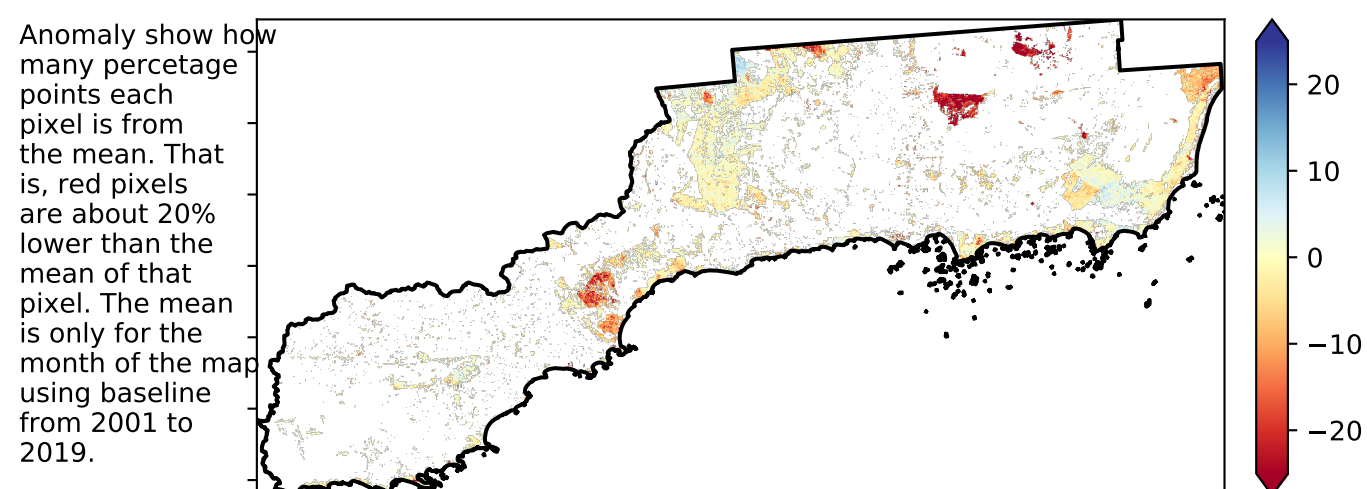 Anomaly show how
many percetage
points each
pixel is from
the mean. That
is, red pixels
are about 20%
lower than the
mean of that
pixel. The mean
is only for the
month of the map
using baseline
from 2001 to
2019.
20
10
0
−10
−20